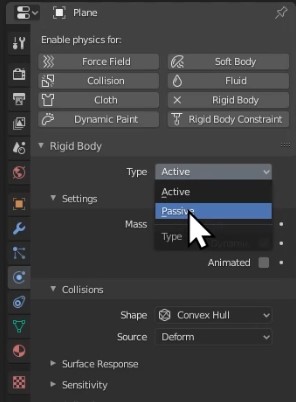 Plane
Enable physics for:
Force Field Soft Body
Collision Fluid
Cloth Rigid Body
Dynamic Paint Rigid Body Constraint
Rigid Body
Type Active
Active
Settings
Passive
Mass
Type
Animated
Collisions
Shape Convex Hull
Source Deform
Surface Response
Sensitivity